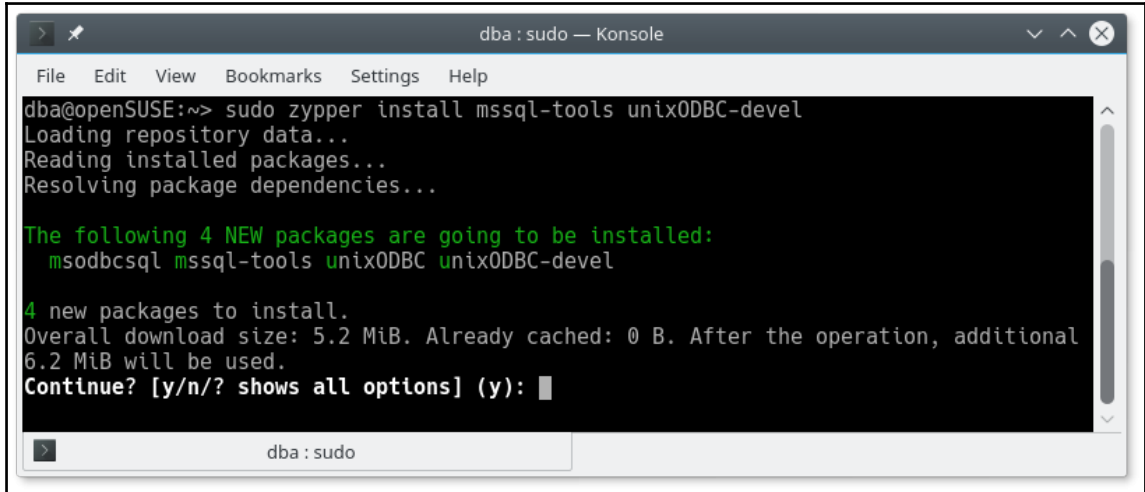 dba : sudo — Konsole
File Edit View Bookmarks Settings Help
dba@openSUSE:~> sudo zypper install mssql-tools unixODBC-devel
Loading repository data...
Reading installed packages...
Resolving package dependencies...
The following 4 NEW packages are going to be installed:
msodbcsql mssql-tools unixODBC unixODBC-devel
4 new packages to install.
Overall download size: 5.2 MiB. Already cached: 0 B. After the operation, additional
6.2 MiB will be used.
Continue? [y/n/? shows all options] (y):
dba : sudo